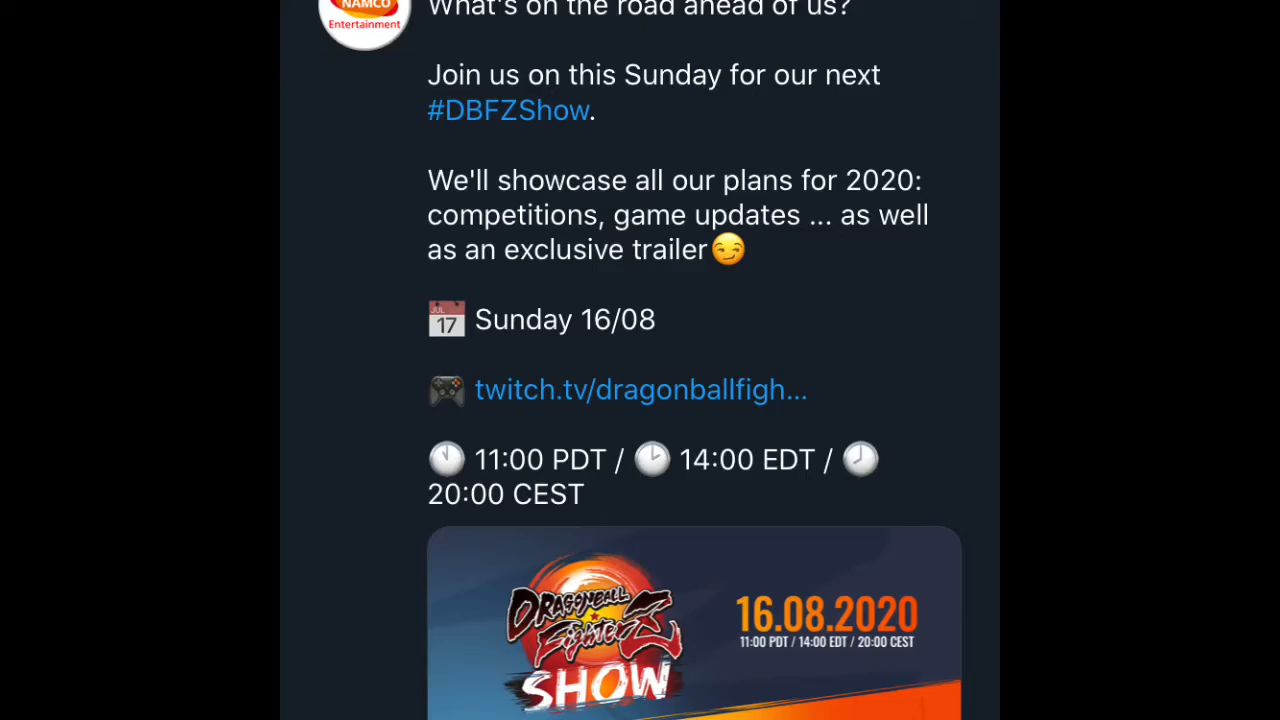 NAMCO
Entertainment
What's on the road ahead of us?
Join us on this Sunday for our next
#DBFZShow.
We'll showcase all our plans for 2020:
competitions, game updates ... as well
as an exclusive trailer😏
JUL
17 Sunday 16/08
🎮 twitch.tv/dragonballfigh...
🕚 11:00 PDT / 🕑 14:00 EDT / 🕗
20:00 CEST
DRAGONBALL
FighterZ
SHOW
16.08.2020
11:00 PDT / 14:00 EDT / 20:00 CEST